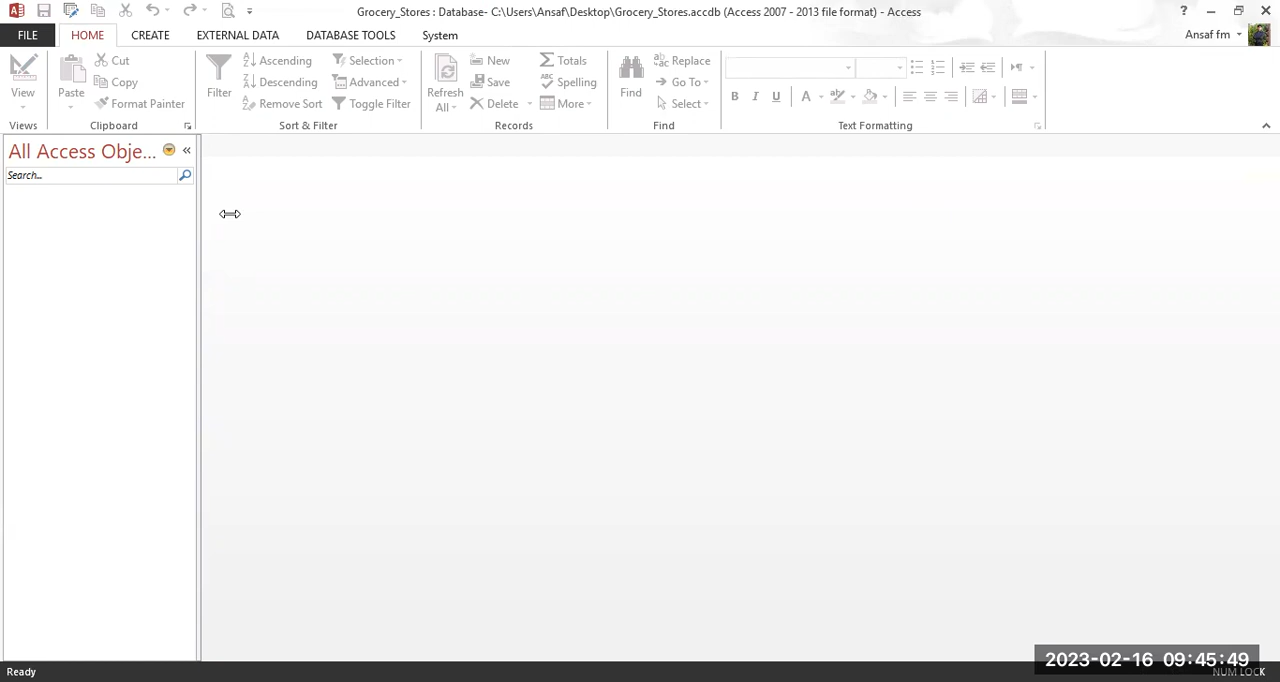 Grocery_Stores : Database- C:\Users\Ansaf\Desktop\Grocery_Stores.accdb (Access 2007 - 2013 file format) - Access
?
FILE HOME CREATE EXTERNAL DATA DATABASE TOOLS System Ansaf fm
View Paste Cut Copy Format Painter
Filter Ascending Descending Remove Sort Selection Advanced Toggle Filter
Refresh All New Save Delete Totals Spelling More
Find Replace Go To Select
B I U A
Views Clipboard Sort & Filter Records Find Text Formatting
All Access Obje... «
Search...
2023-02-16 09:45:49
Ready NUM LOCK